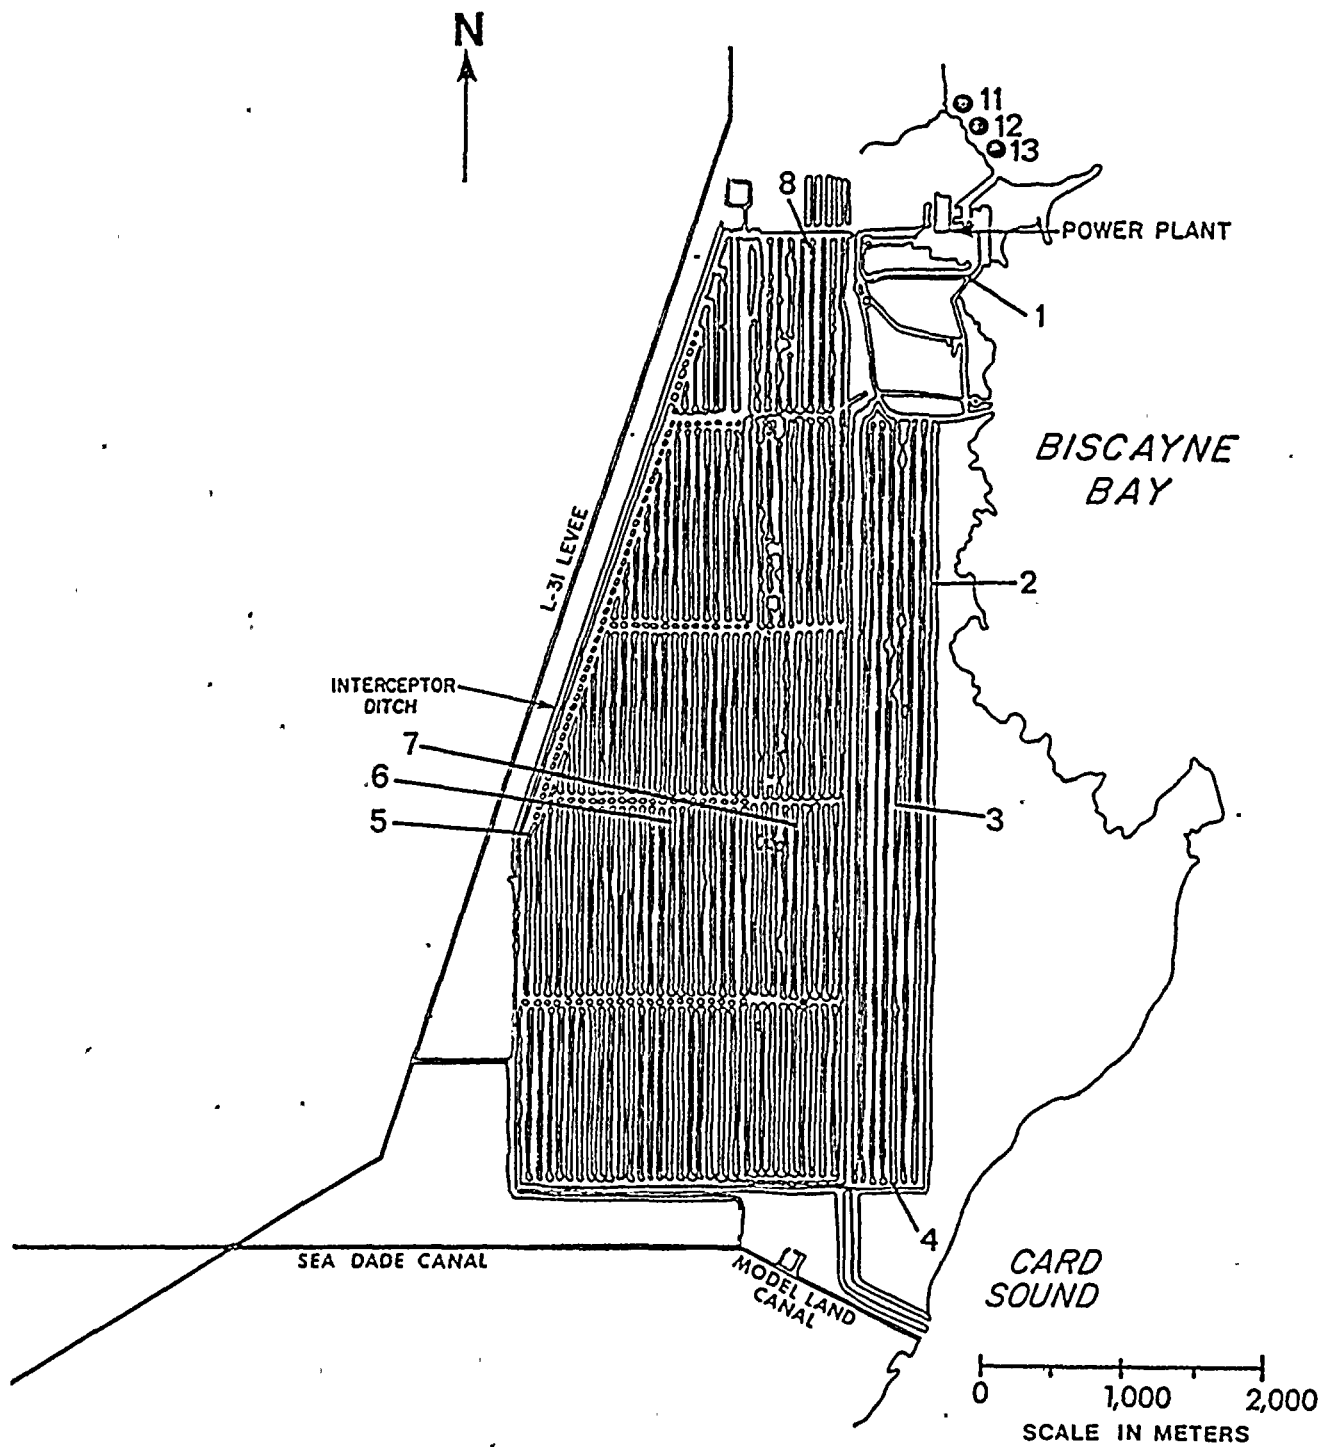 N
11
12
13
8
POWER PLANT
1
BISCAYNE
BAY
L-31 LEVEE
2
INTERCEPTOR
DITCH
7
6
5
3
4
SEA DADE CANAL
MODEL LAND
CANAL
CARD
SOUND
0
1,000
2,000
SCALE IN METERS